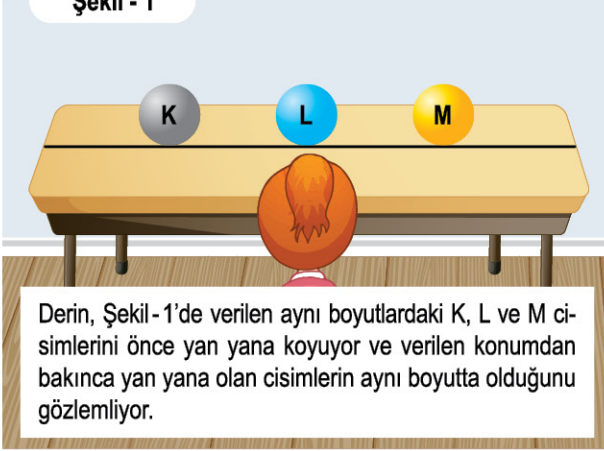 Şekil - 1
K L M
Derin, Şekil-1'de verilen aynı boyutlardaki K, L ve M ci-
simlerini önce yan yana koyuyor ve verilen konumdan
bakınca yan yana olan cisimlerin aynı boyutta olduğunu
gözlemliyor.